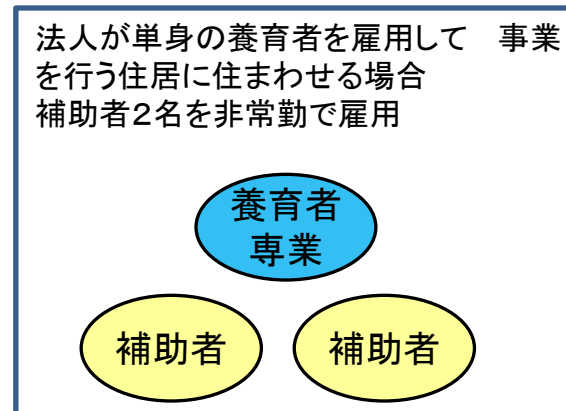 法人が単身の養育者を雇用して　事業
を行う住居に住まわせる場合
補助者２名を非常勤で雇用
養育者
専業
補助者
補助者